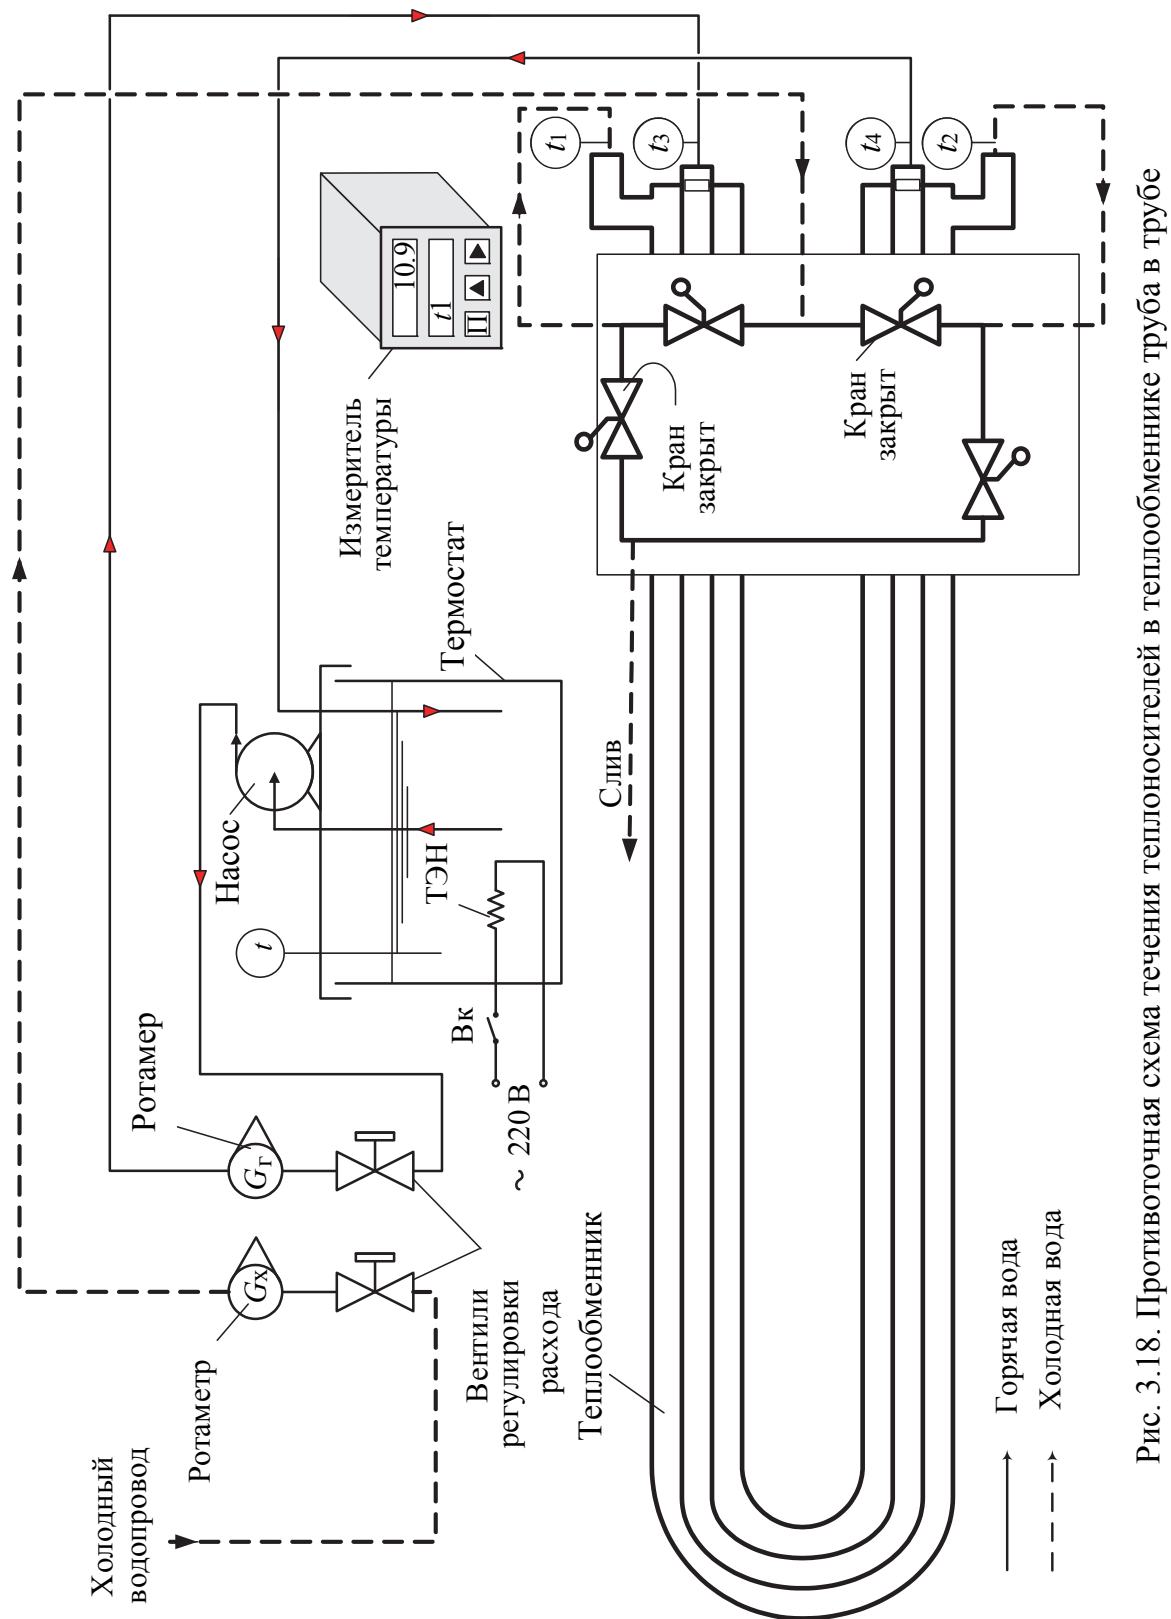 Холодный
водопровод
Ротаметр
Gх
Ротамер
Gг
Вентили
регулировки
расхода
Теплообменник
~ 220 В
Вк
t
Насос
ТЭН
Термостат
Слив
Измеритель
температуры
10.9
t1
П
Кран
закрыт
Кран
закрыт
t1
t3
t4
t2
Горячая вода
Холодная вода
Рис. 3.18. Противоточная схема течения теплоносителей в теплообменнике труба в трубе